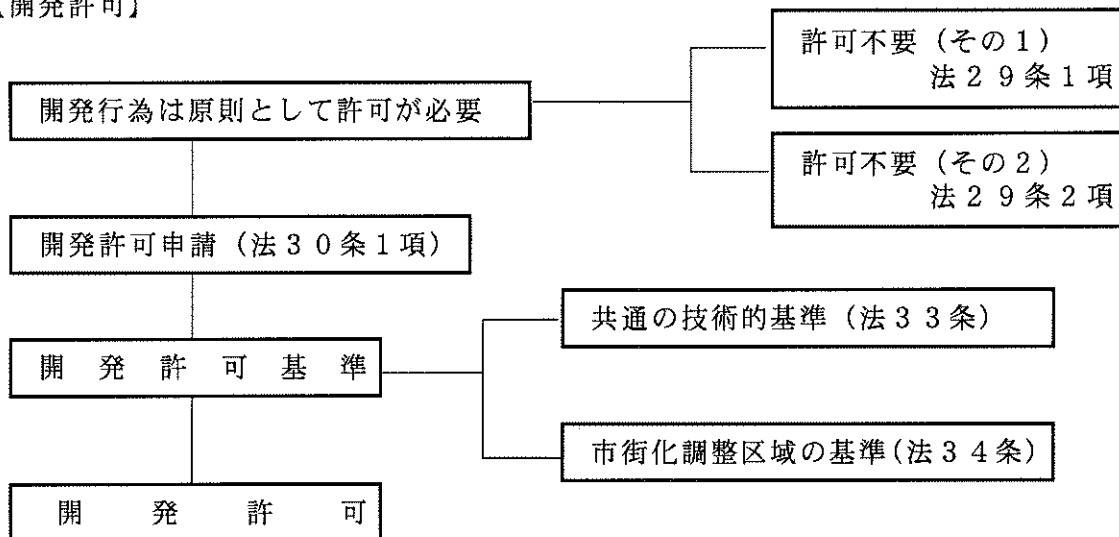 【開発許可】
許可不要（その１）
法２９条１項
開発行為は原則として許可が必要
許可不要（その２）
法２９条２項
開発許可申請（法３０条１項）
共通の技術的基準（法３３条）
開発許可基準
市街化調整区域の基準(法３４条)
開発許可